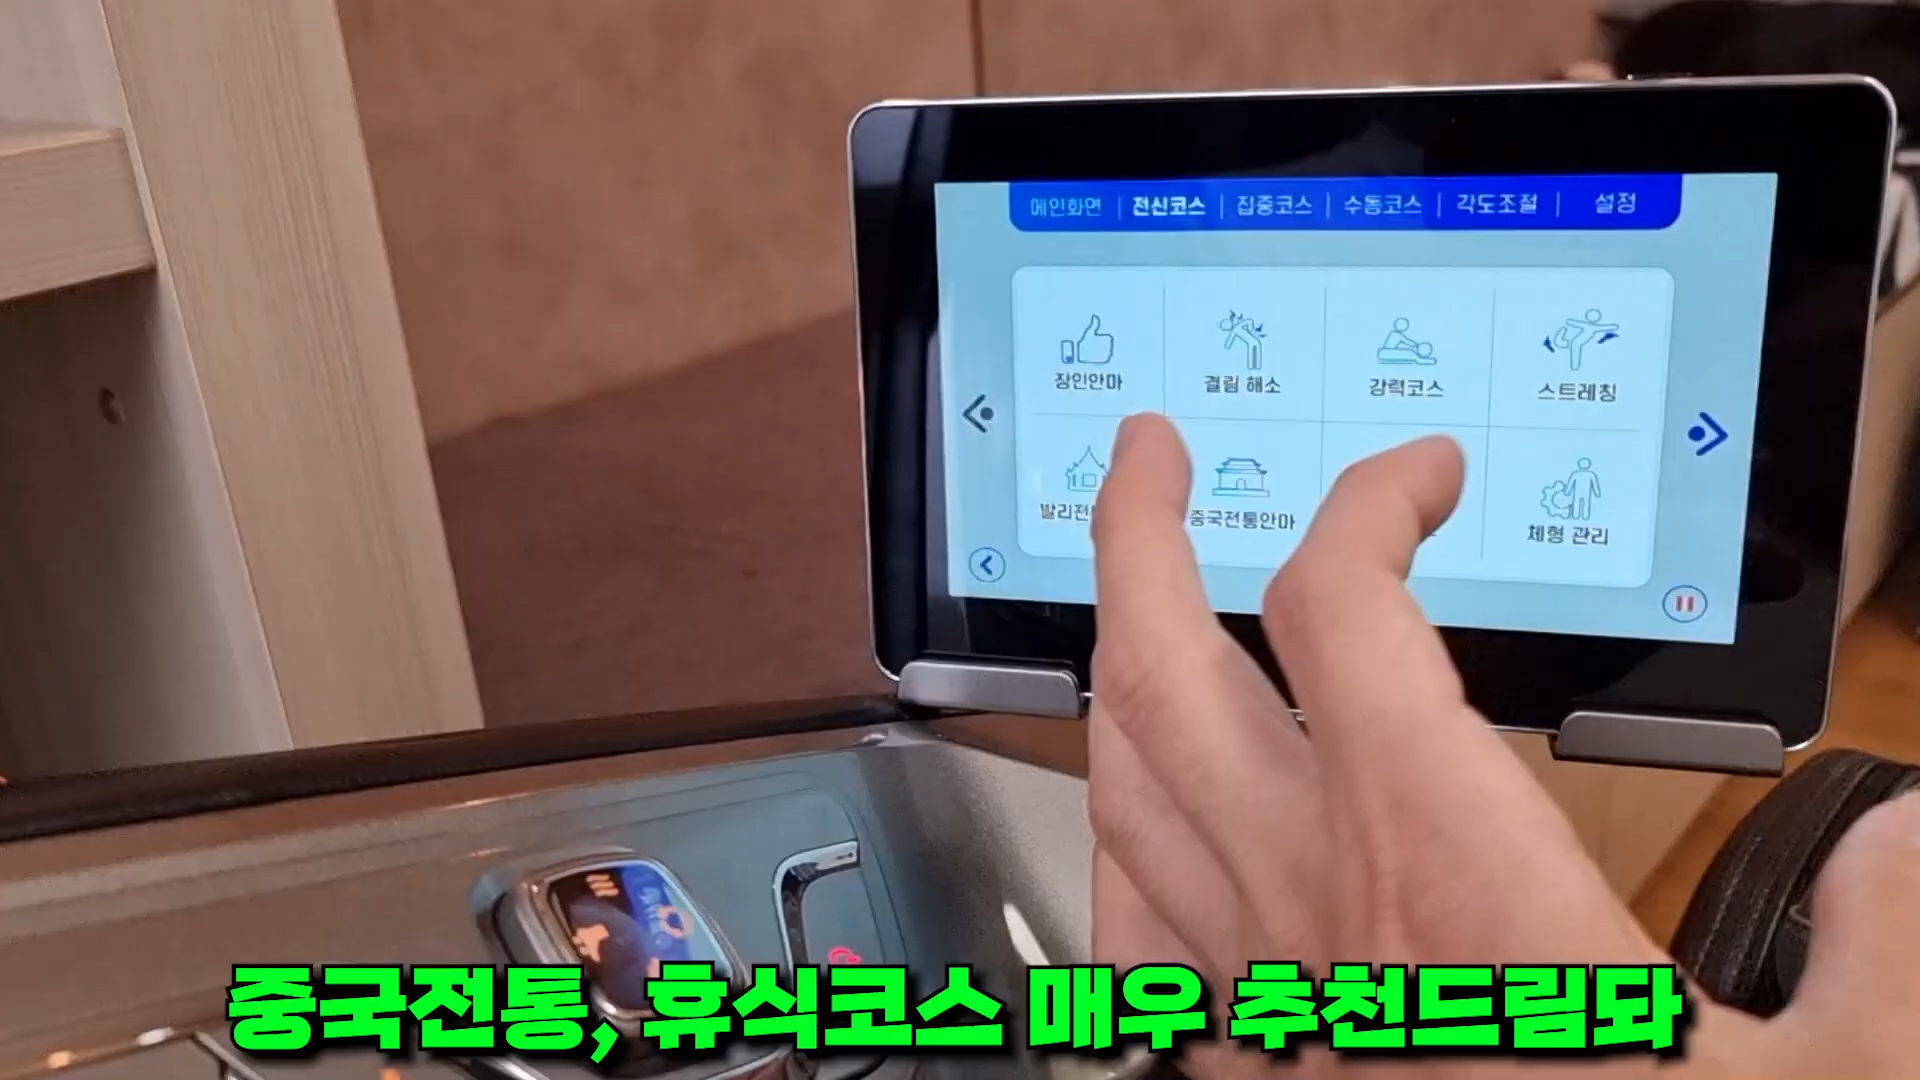 메인화면 | 전신코스 | 집중코스 | 수동코스 | 각도조절 | 설정
장인안마 결림 해소 강력코스 스트레칭
발리전 중국전통안마 체형 관리
중국전통, 휴식코스 매우 추천드림돠